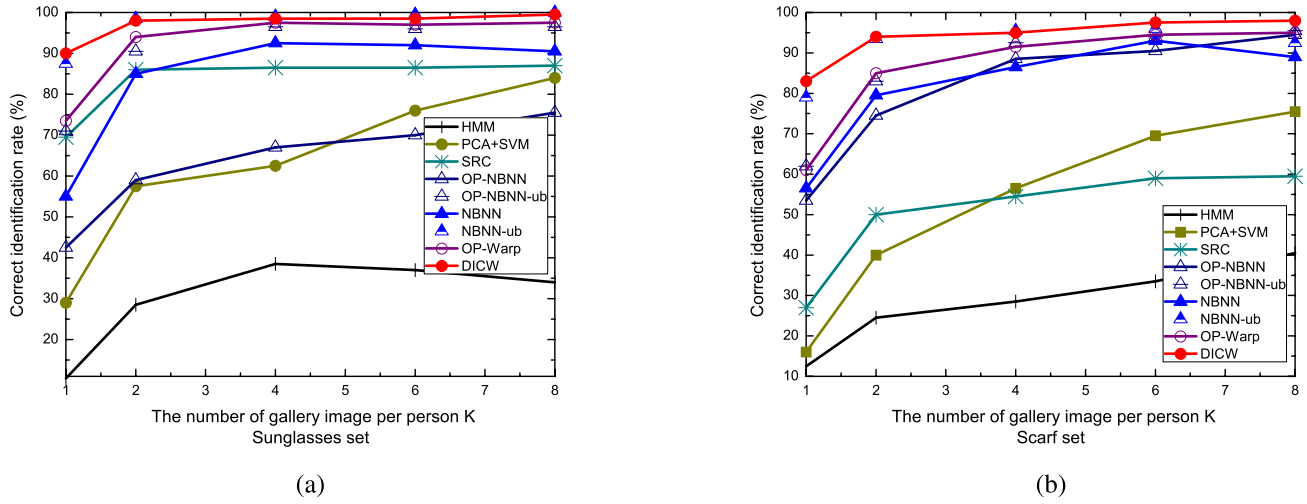 100
90
80
70
60
50
40
30
20
Correct identification rate (%)
HMM
PCA+SVM
SRC
OP-NBNN
OP-NBNN-ub
NBNN
NBNN-ub
OP-Warp
DICW
1 2 3 4 5 6 7 8
The number of gallery image per person K
Sunglasses set
(a)
100
90
80
70
60
50
40
30
20
10
Correct identification rate (%)
HMM
PCA+SVM
SRC
OP-NBNN
OP-NBNN-ub
NBNN
NBNN-ub
OP-Warp
DICW
1 2 3 4 5 6 7 8
The number of gallery image per person K
Scarf set
(b)